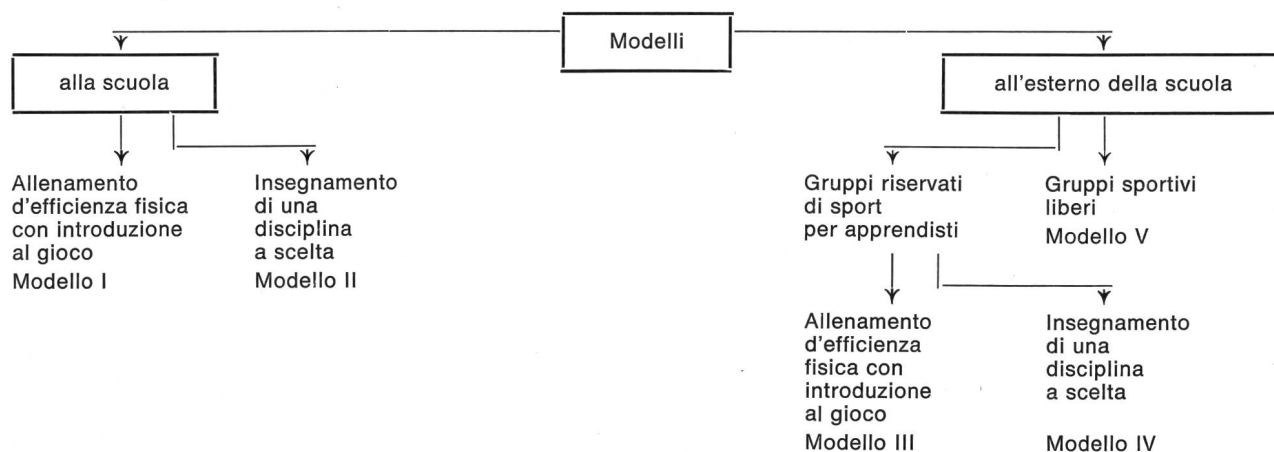 Modelli
alla scuola
all'esterno della scuola
Allenamento
d'efficienza fisica
con introduzione
al gioco
Modello I
Insegnamento
di una
disciplina
a scelta
Modello II
Gruppi riservati
di sport
per apprendisti
Gruppi sportivi
liberi
Modello V
Allenamento
d'efficienza
fisica con
introduzione
al gioco
Modello III
Insegnamento
di una
disciplina
a scelta
Modello IV